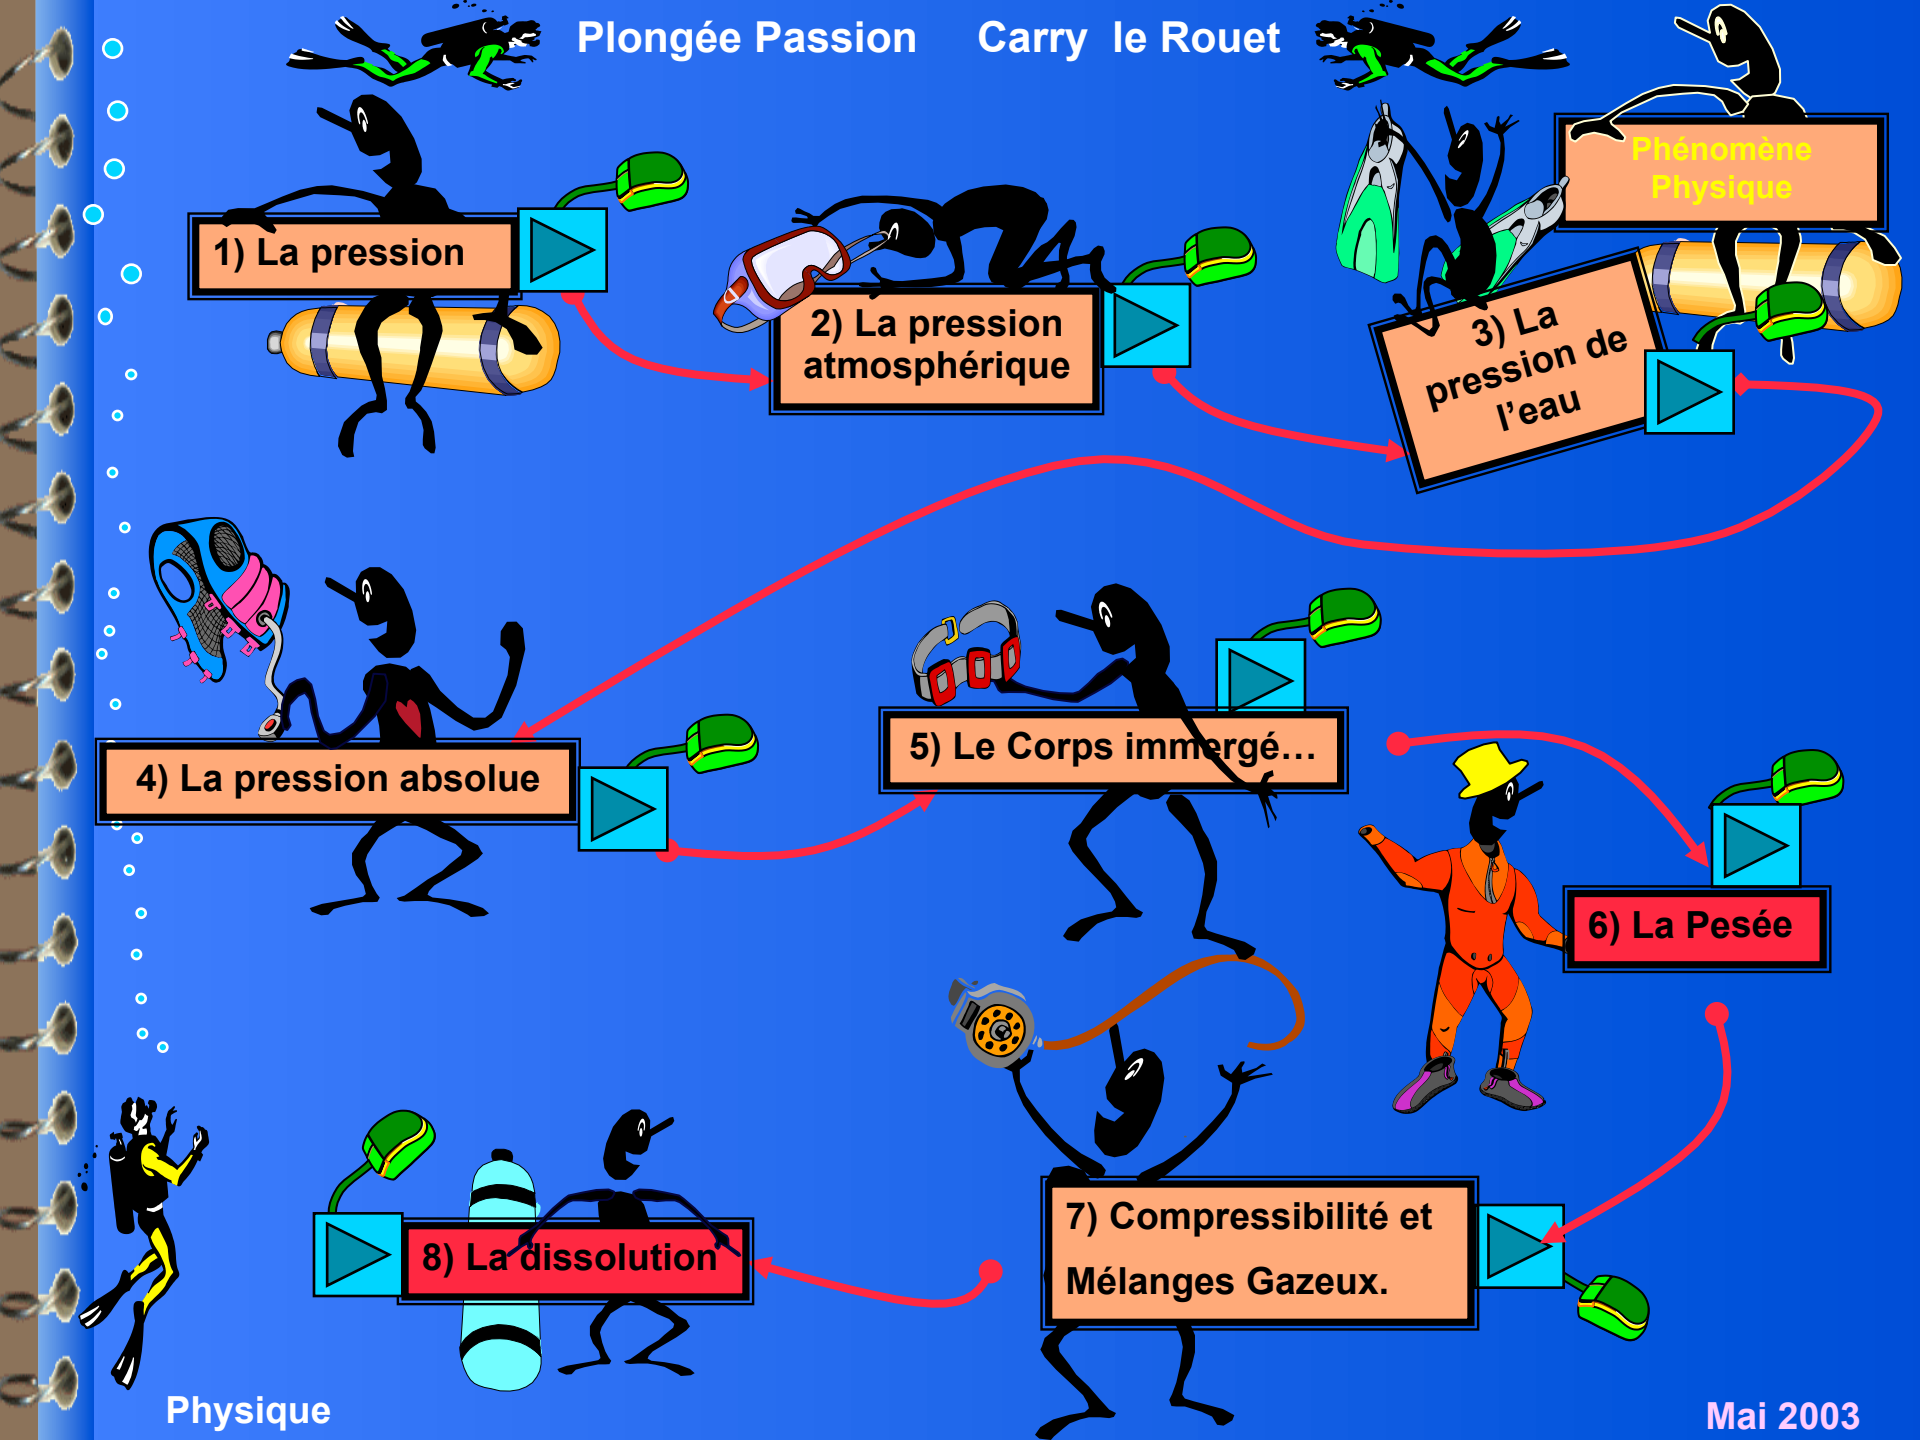 Plongée Passion Carry le Rouet
Phénomène
Physique
1) La pression
2) La pression
atmosphérique
3) La
pression de
l’eau
4) La pression absolue
5) Le Corps immergé…
6) La Pesée
7) Compressibilité et
Mélanges Gazeux.
8) La dissolution
Physique
Mai 2003